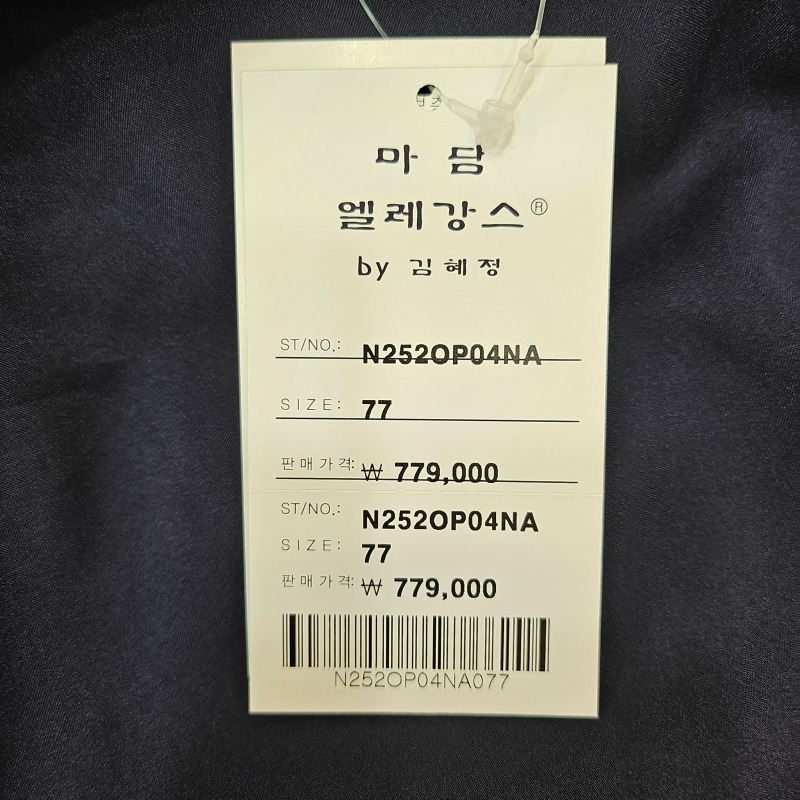 마 담
엘레강스®
by 김혜정
ST/NO.: N252OP04NA
SIZE: 77
판매가격: ₩ 779,000
ST/NO.: N252OP04NA
SIZE: 77
판매가격: ₩ 779,000
N252OP04NA077